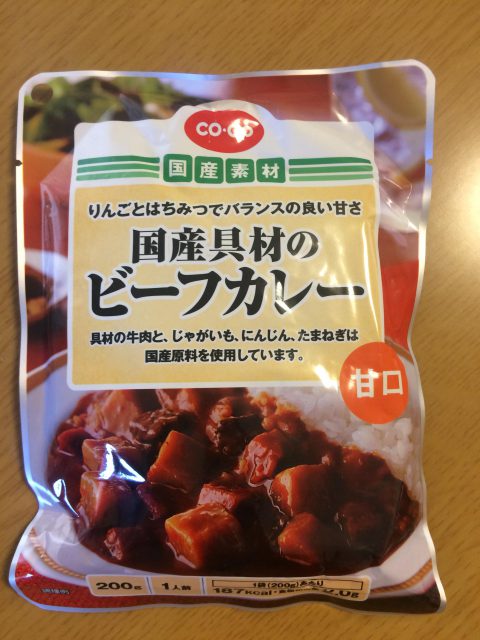 CO·OP
国産素材
りんごとはちみつでバランスの良い甘さ
国産具材の
ビーフカレー
具材の牛肉と、じゃがいも、にんじん、たまねぎは
国産原料を使用しています。
甘口
200g 1人前
1袋(200g)あたり
187kcal
調理例